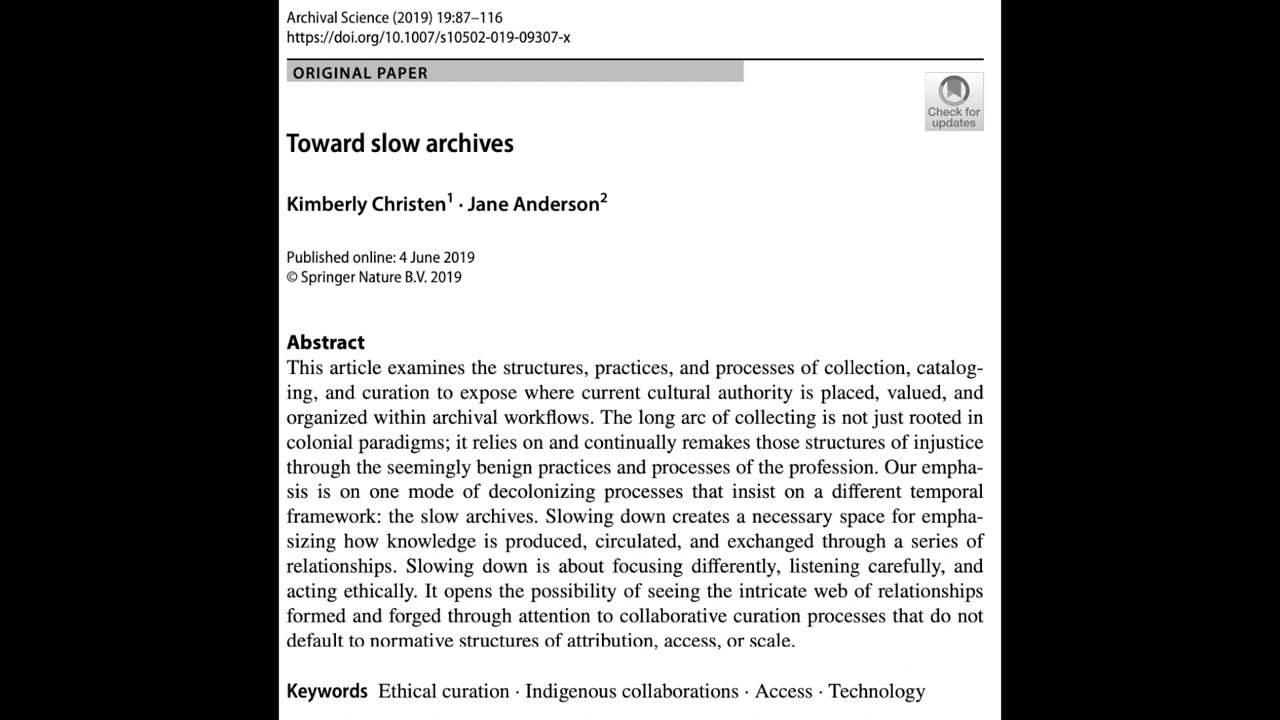 Archival Science (2019) 19:87–116
https://doi.org/10.1007/s10502-019-09307-x
ORIGINAL PAPER
Check for
updates
Toward slow archives
Kimberly Christen1 · Jane Anderson2
Published online: 4 June 2019
© Springer Nature B.V. 2019
Abstract
This article examines the structures, practices, and processes of collection, catalog-
ing, and curation to expose where current cultural authority is placed, valued, and
organized within archival workflows. The long arc of collecting is not just rooted in
colonial paradigms; it relies on and continually remakes those structures of injustice
through the seemingly benign practices and processes of the profession. Our empha-
sis is on one mode of decolonizing processes that insist on a different temporal
framework: the slow archives. Slowing down creates a necessary space for empha-
sizing how knowledge is produced, circulated, and exchanged through a series of
relationships. Slowing down is about focusing differently, listening carefully, and
acting ethically. It opens the possibility of seeing the intricate web of relationships
formed and forged through attention to collaborative curation processes that do not
default to normative structures of attribution, access, or scale.
Keywords Ethical curation · Indigenous collaborations · Access · Technology